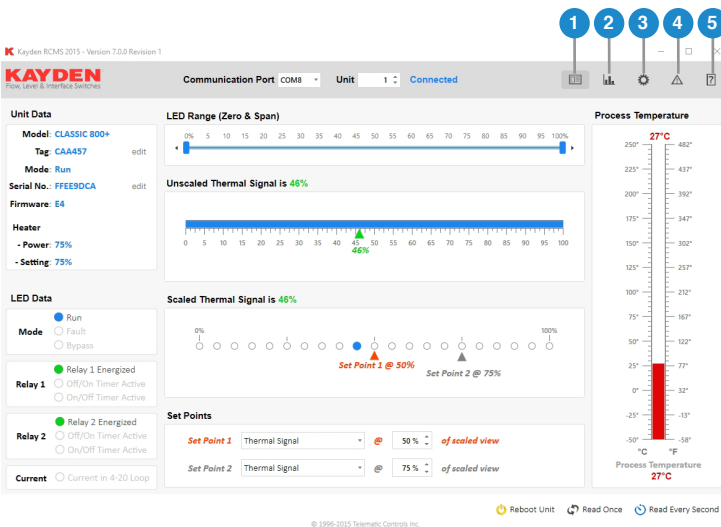 1 2 3 4 5
Kayden RCMS 2015 - Version 7.0.0 Revision 1
KAYDEN
Flow, Level & Interface Switches
Communication Port COM8 Unit 1 Connected
Unit Data
Model: CLASSIC 800+
Tag: CAA457 edit
Mode: Run
Serial No.: FFEE9DCA edit
Firmware: E4
Heater
- Power: 75%
- Setting: 75%
LED Data
Mode
Run
Fault
Bypass
Relay 1
Relay 1 Energized
Off/On Timer Active
On/Off Timer Active
Relay 2
Relay 2 Energized
Off/On Timer Active
On/Off Timer Active
Current Current in 4-20 Loop
LED Range (Zero & Span)
0% 5 10 15 20 25 30 35 40 45 50 55 60 65 70 75 80 85 90 95 100%
Unscaled Thermal Signal is 46%
0 5 10 15 20 25 30 35 40 45 50 55 60 65 70 75 80 85 90 95 100
46%
Scaled Thermal Signal is 46%
0% 100%
Set Point 1 @ 50%
Set Point 2 @ 75%
Set Points
Set Point 1 Thermal Signal @ 50 % of scaled view
Set Point 2 Thermal Signal @ 75 % of scaled view
Process Temperature
27°C
250° 482°
225° 437°
200° 392°
175° 347°
150° 302°
125° 257°
100° 212°
75° 167°
50° 122°
25° 77°
0° 32°
-25° -13°
-50° -58°
°C °F
Process Temperature
27°C
Reboot Unit Read Once Read Every Second
© 1996-2015 Telematic Controls Inc.